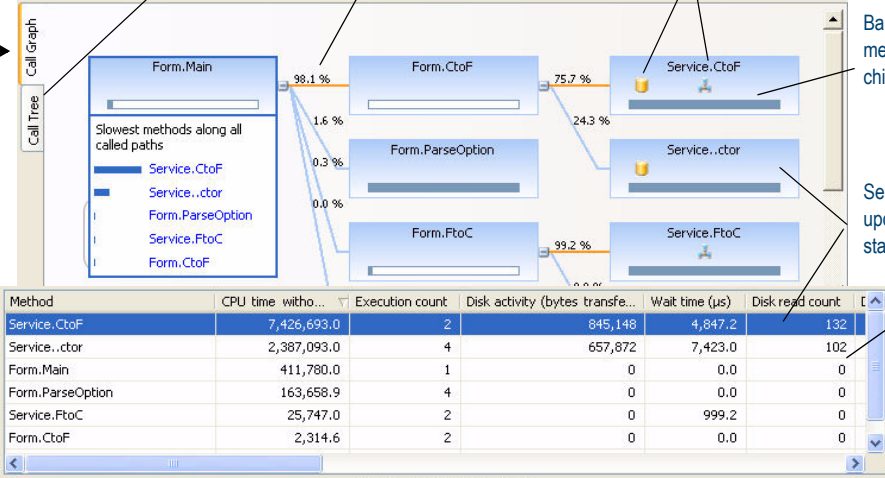 Call Graph
Call Tree
Form.Main
Slowest methods along all
called paths
Service.CtoF
Service..ctor
Form.ParseOption
Service.FtoC
Form.CtoF
98.1 %
1.6 %
0.3 %
0.0 %
Form.CtoF
Form.ParseOption
Form.FtoC
75.7 %
24.3 %
99.2 %
Service.CtoF
Service..ctor
Service.FtoC
Ba
me
chi
Se
upo
sta
Method CPU time witho... Execution count Disk activity (bytes transfe... Wait time (µs) Disk read count
Service.CtoF 7,426,693.0 2 845,148 4,847.2 132
Service..ctor 2,387,093.0 4 657,872 7,423.0 102
Form.Main 411,780.0 1 0 0.0 0
Form.ParseOption 163,658.9 4 0 0.0 0
Service.FtoC 25,747.0 2 0 999.2 0
Form.CtoF 2,314.6 2 0 0.0 0